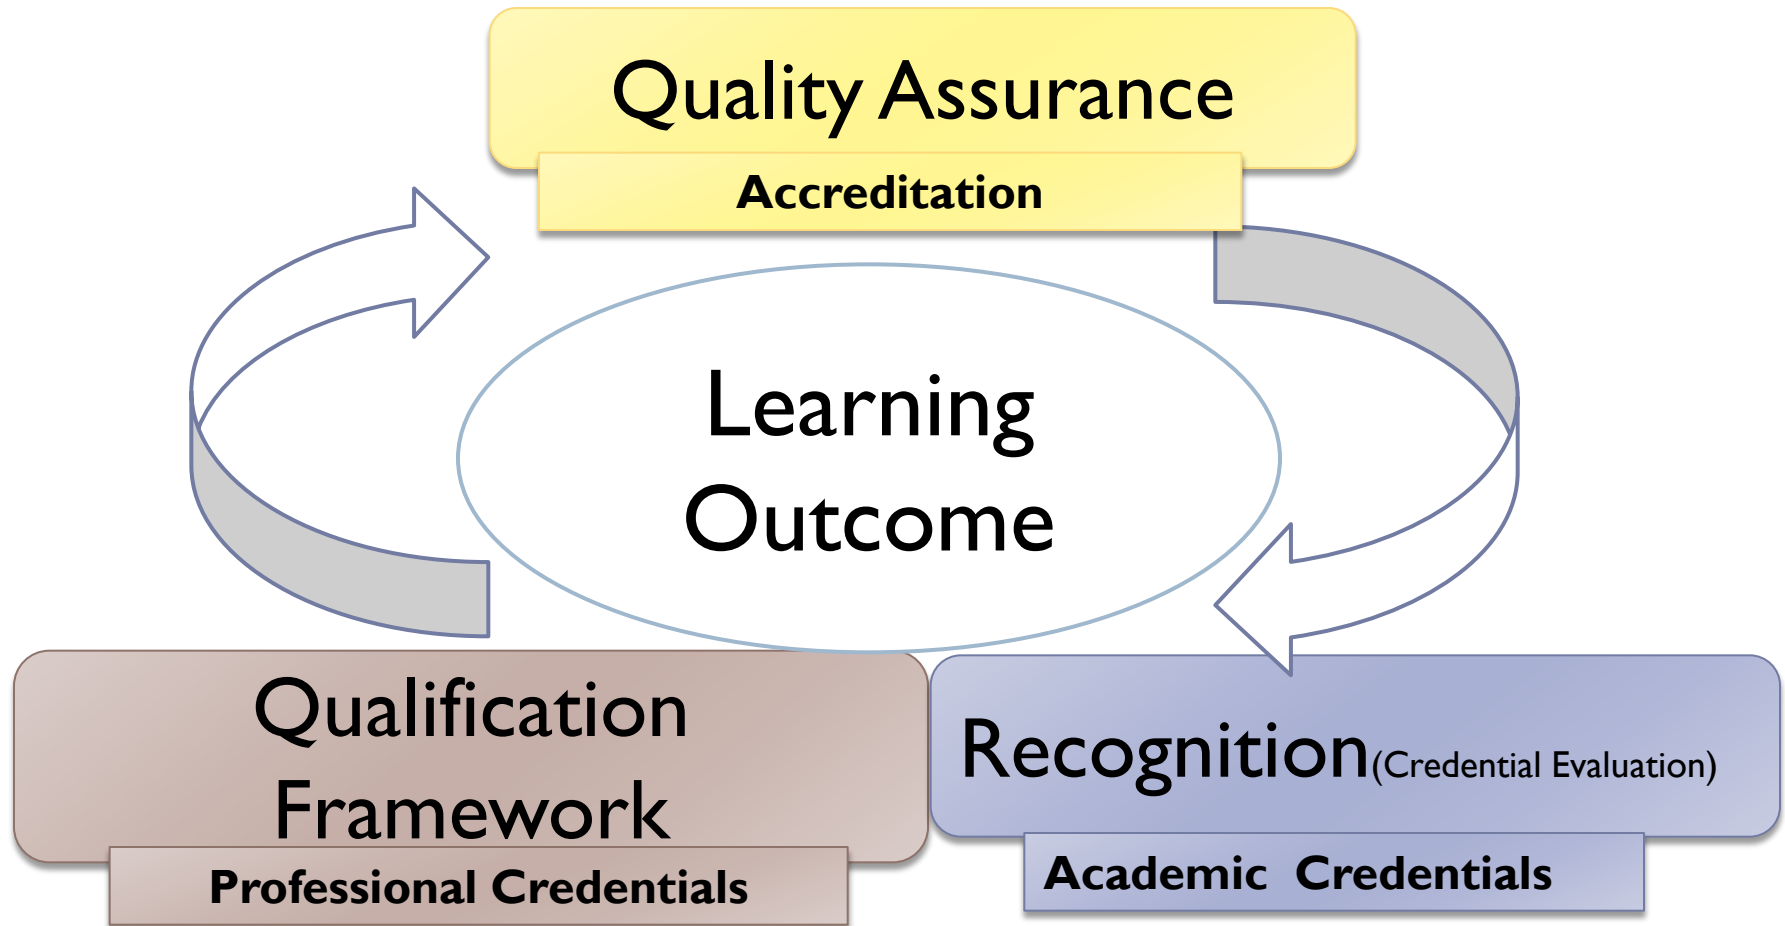 Quality Assurance
Accreditation
Learning
Outcome
Qualification
Framework
Professional Credentials
Recognition(Credential Evaluation)
Academic Credentials